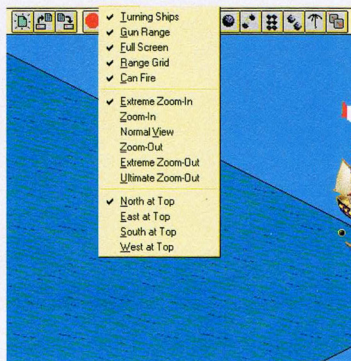 Turning Ships
Gun Range
Full Screen
Range Grid
Can Fire
Extreme Zoom-In
Zoom-In
Normal View
Zoom-Out
Extreme Zoom-Out
Ultimate Zoom-Out
North at Top
East at Top
South at Top
West at Top